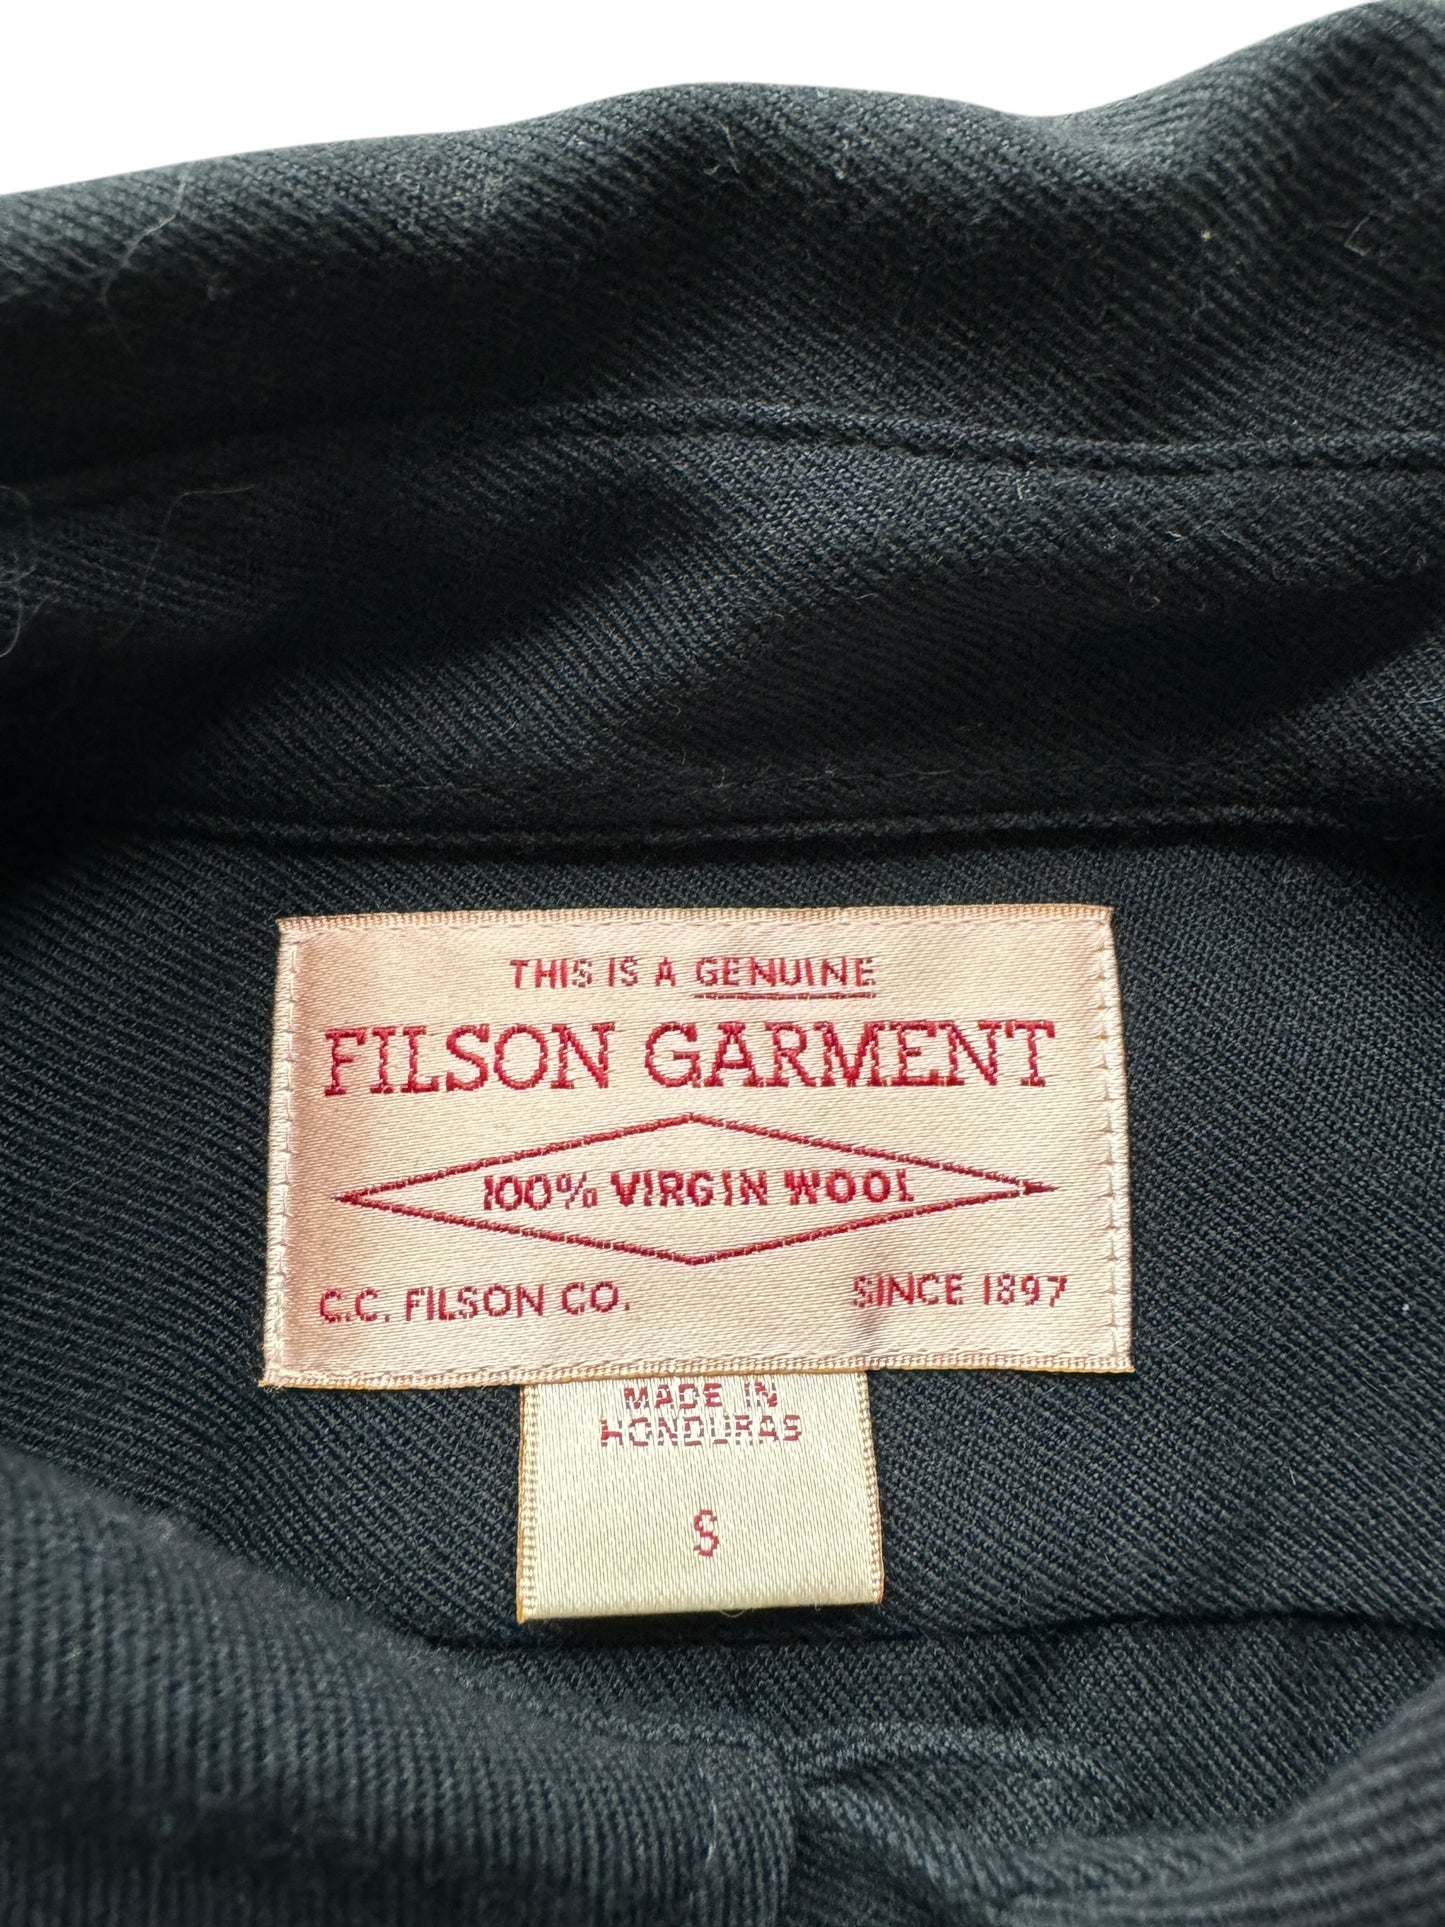 THIS IS A GENUINE
FILSON GARMENT
100% VIRGIN WOOL
C.C. FILSON CO. SINCE 1897
MADE IN
HONDURAS
S